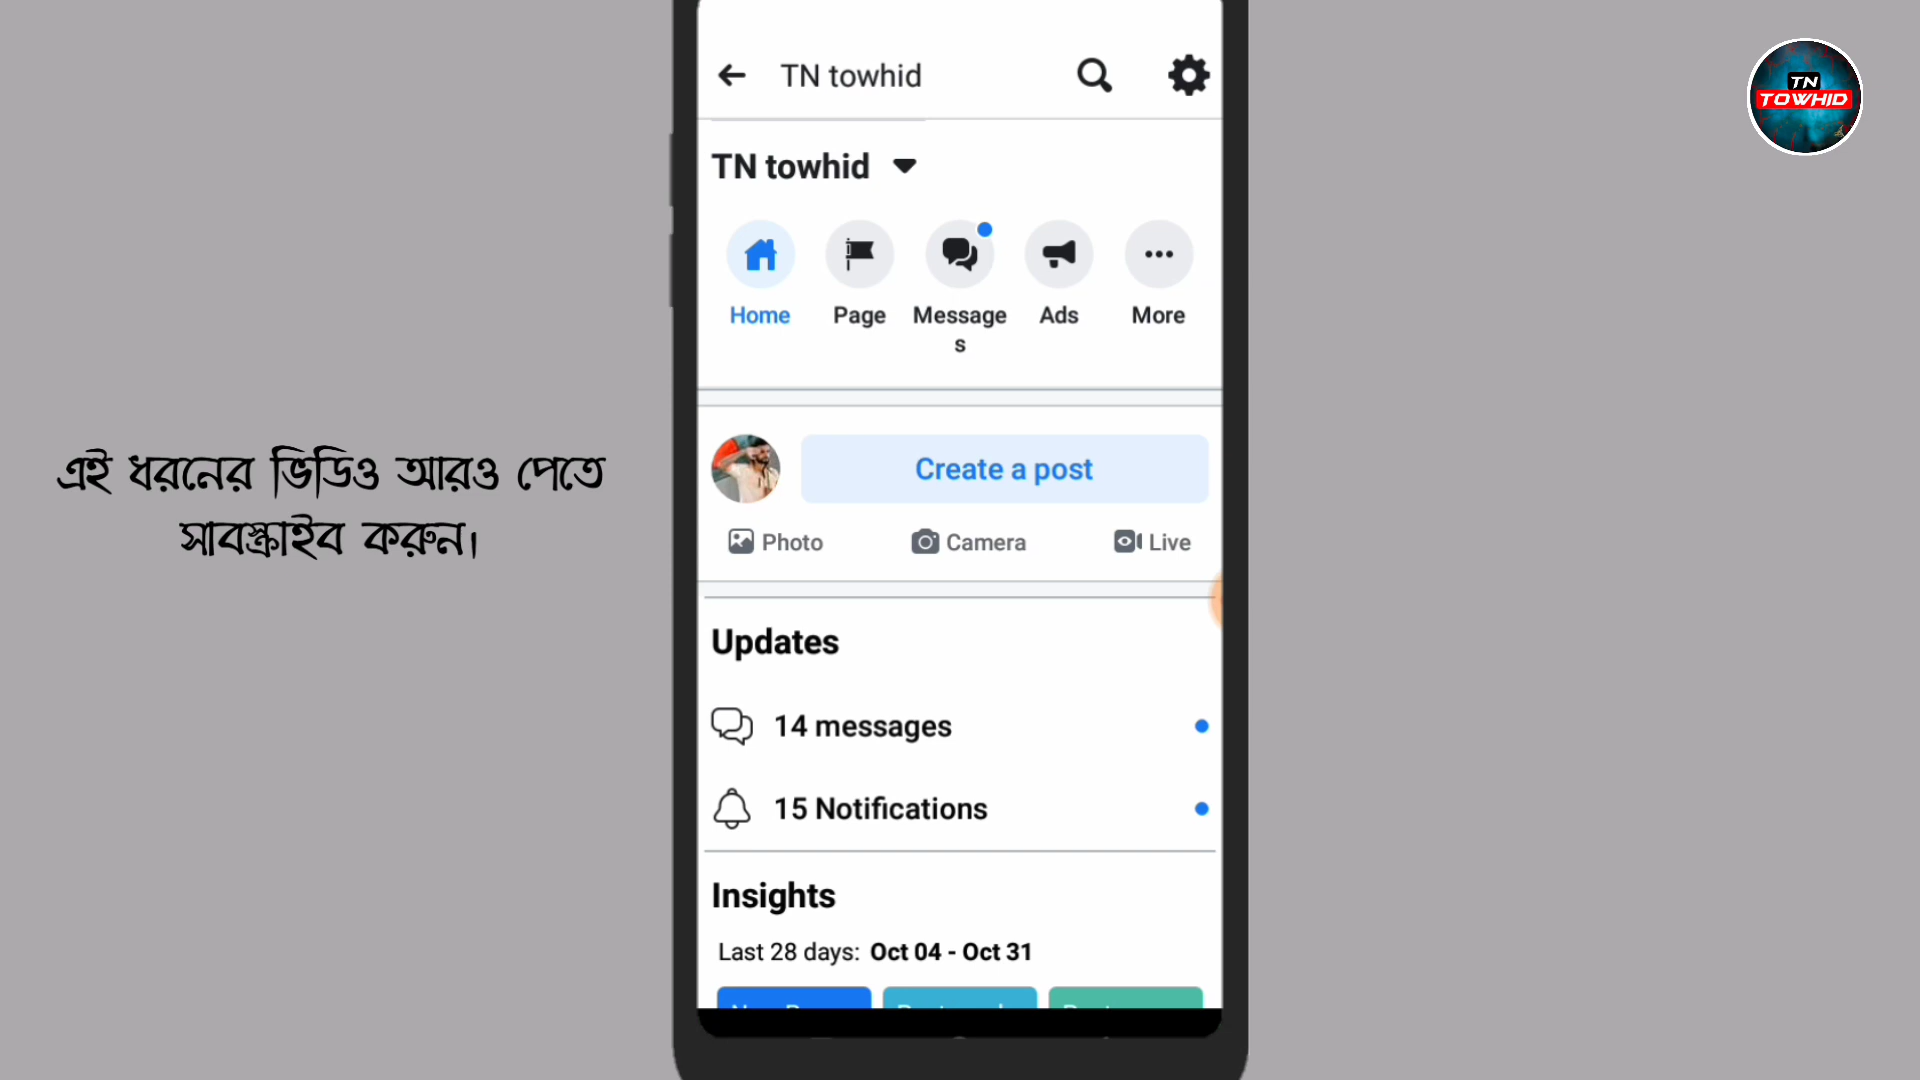 TN towhid
TN
TOWHID
TN towhid
Home
Page
Message
s
Ads
More
Create a post
Photo
Camera
Live
এই ধরনের ভিডিও আরও পেতে
সাবস্ক্রাইব করুন।
Updates
14 messages
15 Notifications
Insights
Last 28 days: Oct 04 - Oct 31